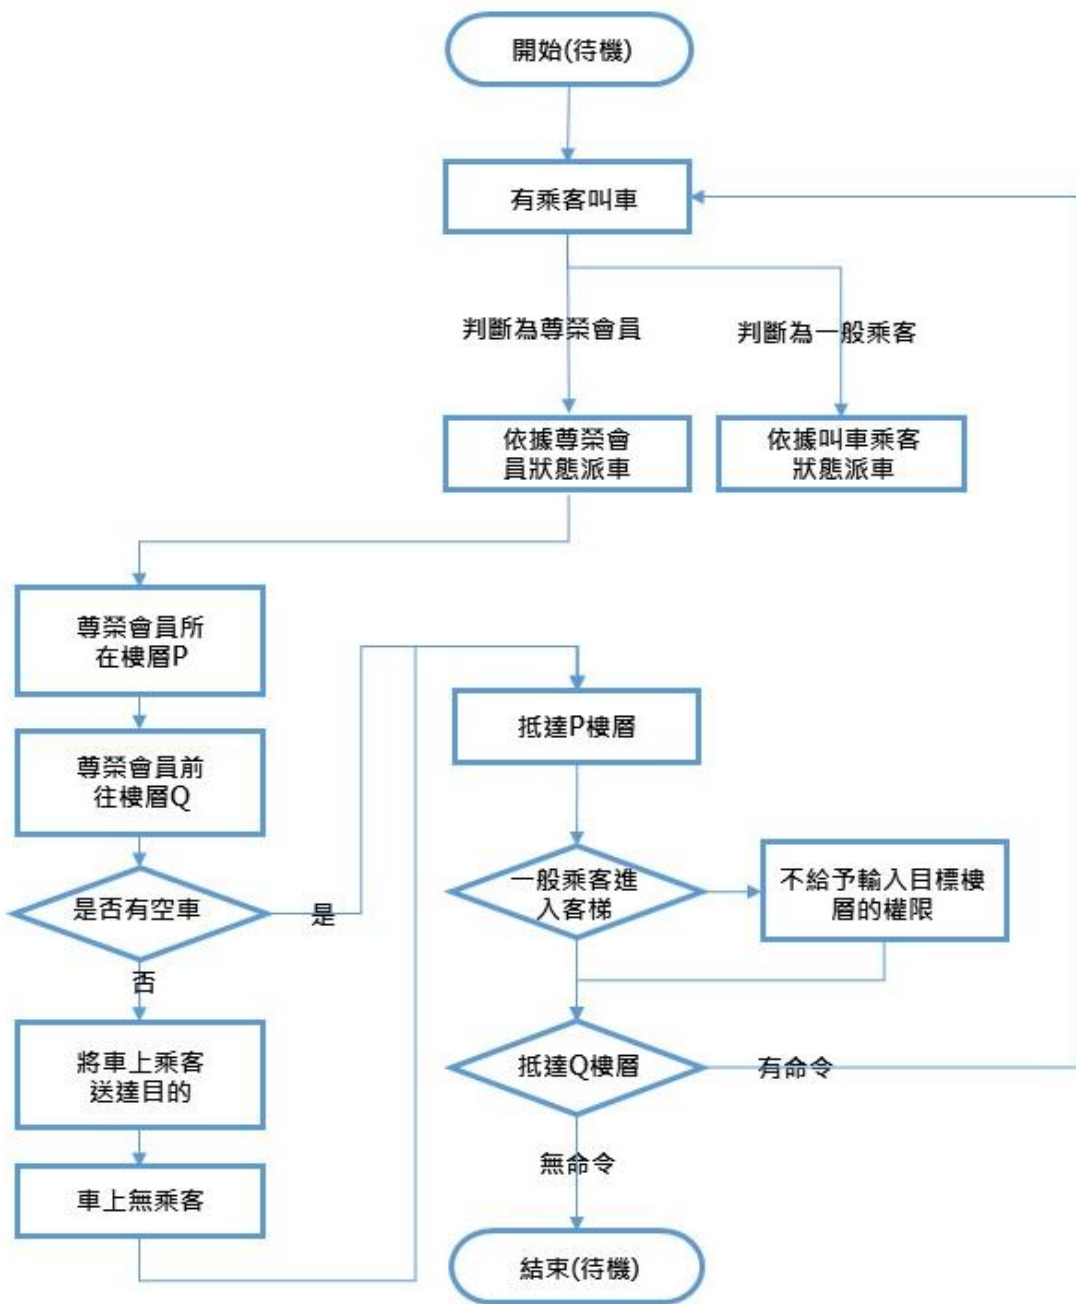 開始(待機)
有乘客叫車
判斷為尊榮會員
判斷為一般乘客
依據尊榮會
員狀態派車
依據叫車乘客
狀態派車
尊榮會員所
在樓層P
尊榮會員前
往樓層Q
是否有空車
是
否
將車上乘客
送達目的
車上無乘客
抵達P樓層
一般乘客進
入客梯
不給予輸入目標樓
層的權限
抵達Q樓層
有命令
無命令
結束(待機)